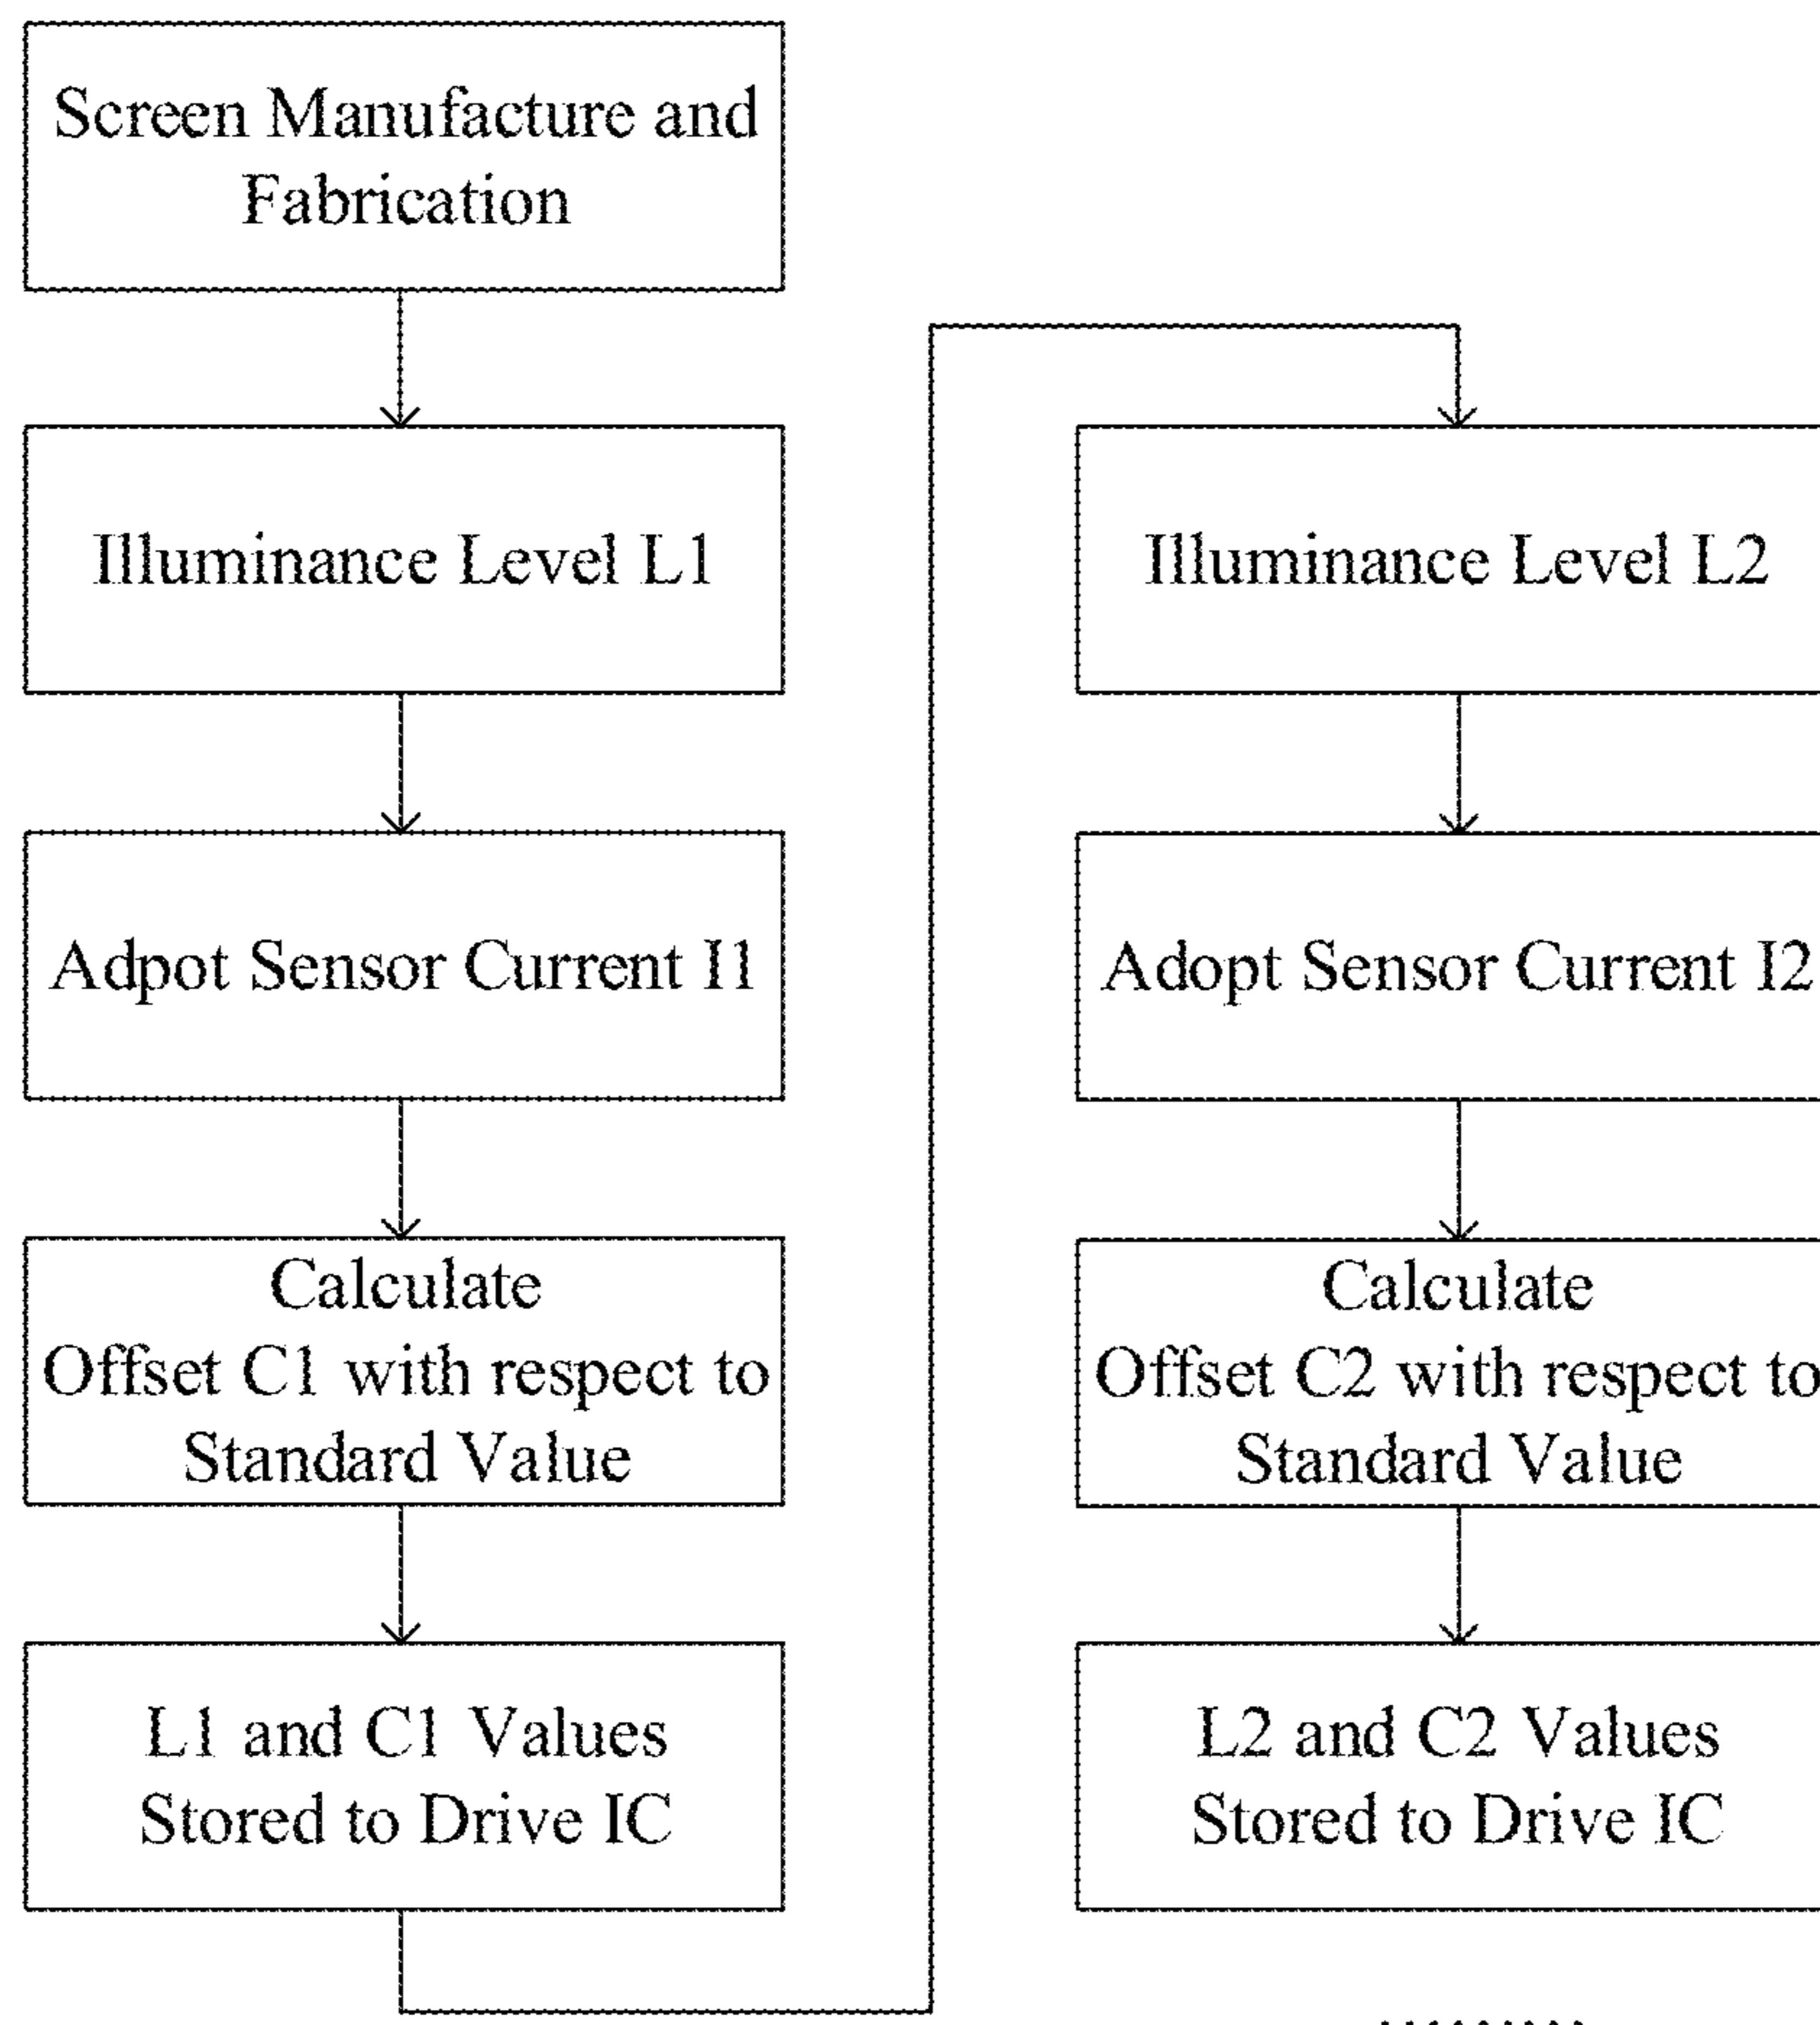 Screen Manufacture and
Fabrication
Illuminance Level L1
Adpot Sensor Current I1
Calculate
Offset C1 with respect to
Standard Value
L1 and C1 Values
Stored to Drive IC
Illuminance Level L2
Adopt Sensor Current I2
Calculate
Offset C2 with respect to
Standard Value
L2 and C2 Values
Stored to Drive IC